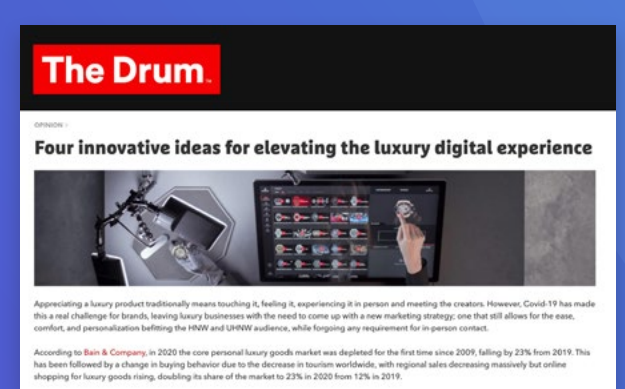 The Drum.
OPINION >
Four innovative ideas for elevating the luxury digital experience
Appreciating a luxury product traditionally means touching it, feeling it, experiencing it in person and meeting the creators. However, Covid-19 has made
this a real challenge for brands, leaving luxury businesses with the need to come up with a new marketing strategy; one that still allows for the ease,
comfort, and personalization befitting the HNW and UHNW audience, while forgoing any requirement for in-person contact.
According to Bain & Company, in 2020 the core personal luxury goods market was depleted for the first time since 2009, falling by 23% from 2019. This
has been followed by a change in buying behavior due to the decrease in tourism worldwide, with regional sales decreasing massively but online
shopping for luxury goods rising, doubling its share of the market to 23% in 2020 from 12% in 2019.